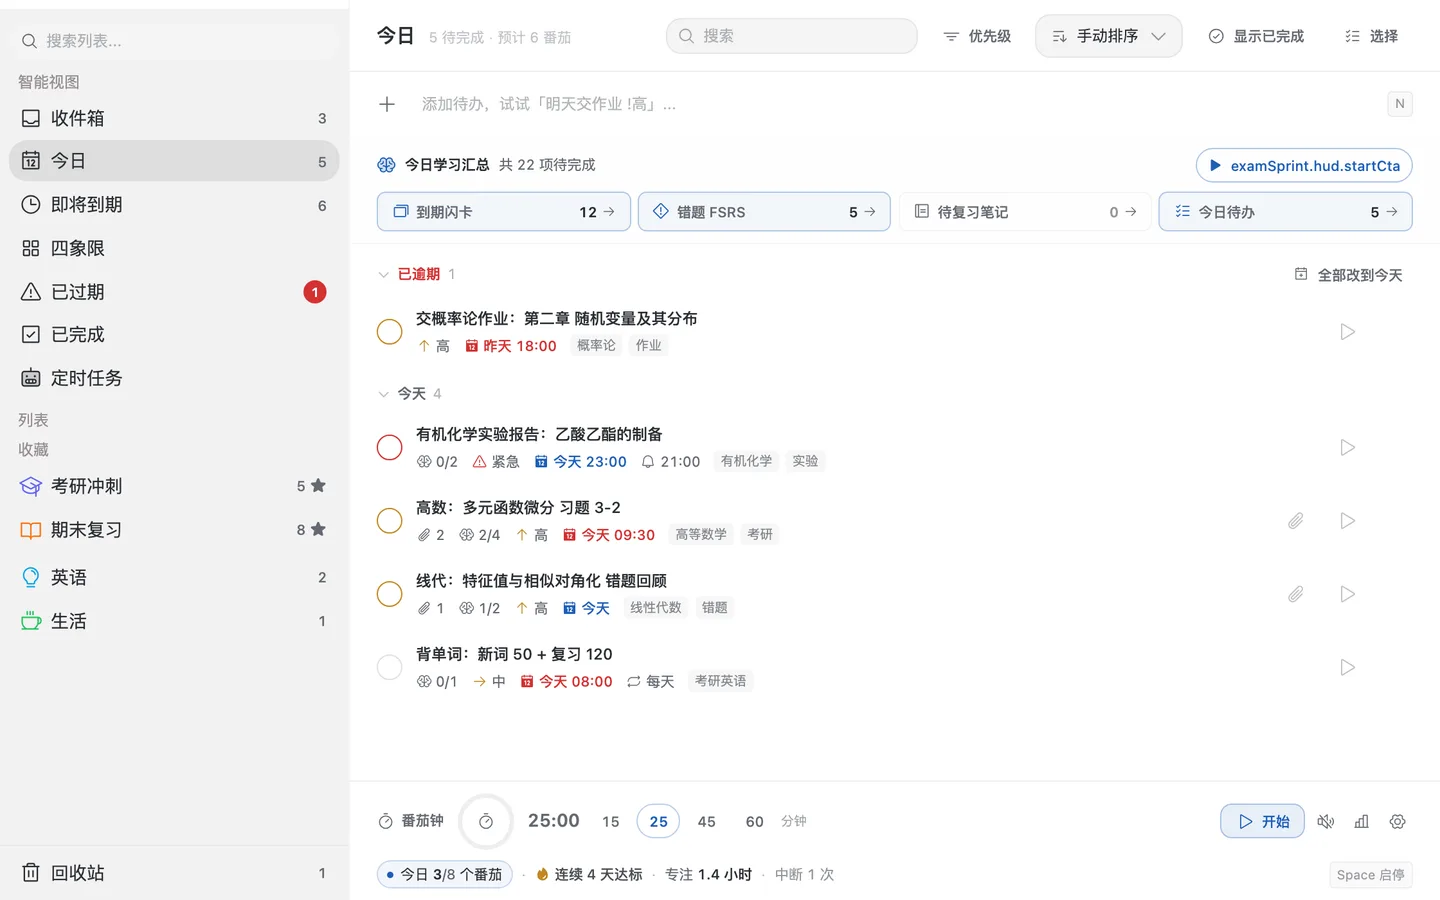 搜索列表...
智能视图
收件箱 3
12 今日 5
即将到期 6
四象限
已过期 1
已完成
定时任务
列表
收藏
考研冲刺 5
期末复习 8
英语 2
生活 1
回收站 1
今日 5 待完成 · 预计 6 番茄
搜索
优先级
手动排序
显示已完成
选择
添加待办，试试「明天交作业 !高」... N
今日学习汇总 共 22 项待完成 examSprint.hud.startCta
到期闪卡 12 → 错题 FSRS 5 → 待复习笔记 0 → 今日待办 5 →
已逾期 1 全部改到今天
交概率论作业：第二章 随机变量及其分布
↑ 高 12 昨天 18:00 概率论 作业
今天 4
有机化学实验报告：乙酸乙酯的制备
0/2 紧急 12 今天 23:00 21:00 有机化学 实验
高数：多元函数微分 习题 3-2
2 2/4 ↑ 高 12 今天 09:30 高等数学 考研
线代：特征值与相似对角化 错题回顾
1 1/2 ↑ 高 12 今天 线性代数 错题
背单词：新词 50 + 复习 120
0/1 → 中 12 今天 08:00 每天 考研英语
番茄钟 25:00 15 25 45 60 分钟 开始
今日 3/8 个番茄 · 连续 4 天达标 · 专注 1.4 小时 · 中断 1 次 Space 启停